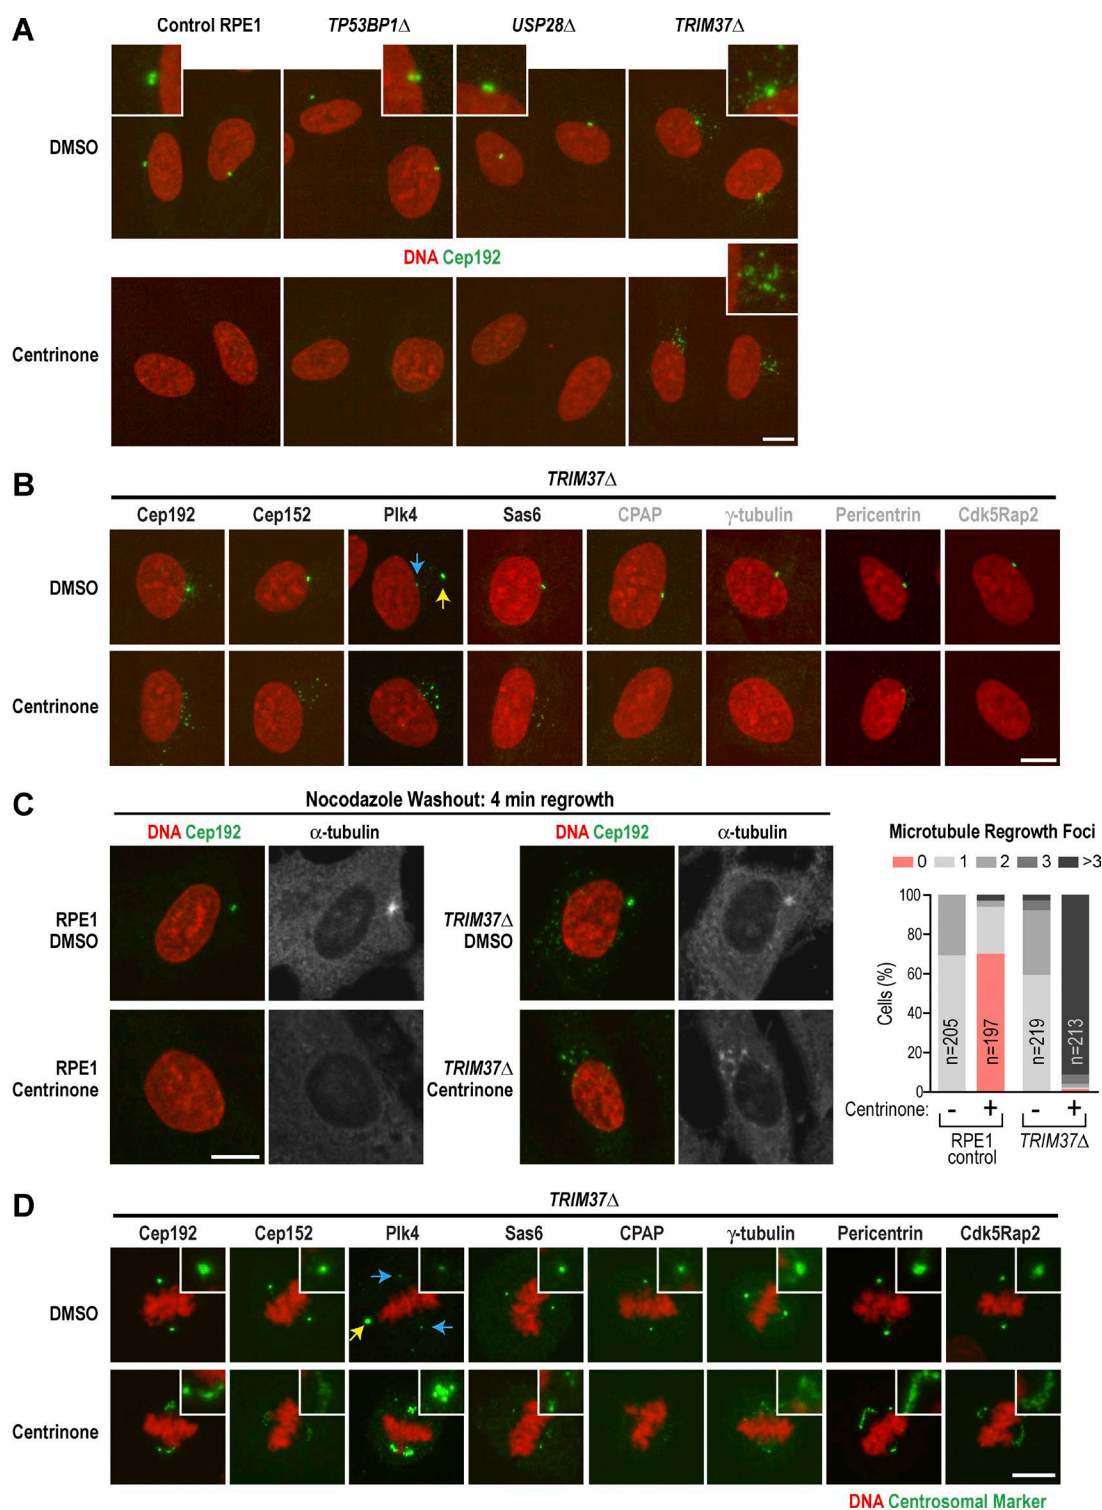 A
Control RPE1 TP53BP1Δ USP28Δ TRIM37Δ
DMSO
DNA Cep192
Centrinone
B
TRIM37Δ
Cep192 Cep152 Plk4 Sas6 CPAP γ-tubulin Pericentrin Cdk5Rap2
DMSO
Centrinone
C
Nocodazole Washout: 4 min regrowth
DNA Cep192 α-tubulin DNA Cep192 α-tubulin
RPE1
DMSO
TRIM37Δ
DMSO
RPE1
Centrinone
TRIM37Δ
Centrinone
Microtubule Regrowth Foci
0 1 2 3 >3
100
80
60
40
20
0
Cells (%)
n=205 n=197 n=219 n=213
Centrinone: - + - +
RPE1
control
TRIM37Δ
D
TRIM37Δ
Cep192 Cep152 Plk4 Sas6 CPAP γ-tubulin Pericentrin Cdk5Rap2
DMSO
Centrinone
DNA Centrosomal Marker